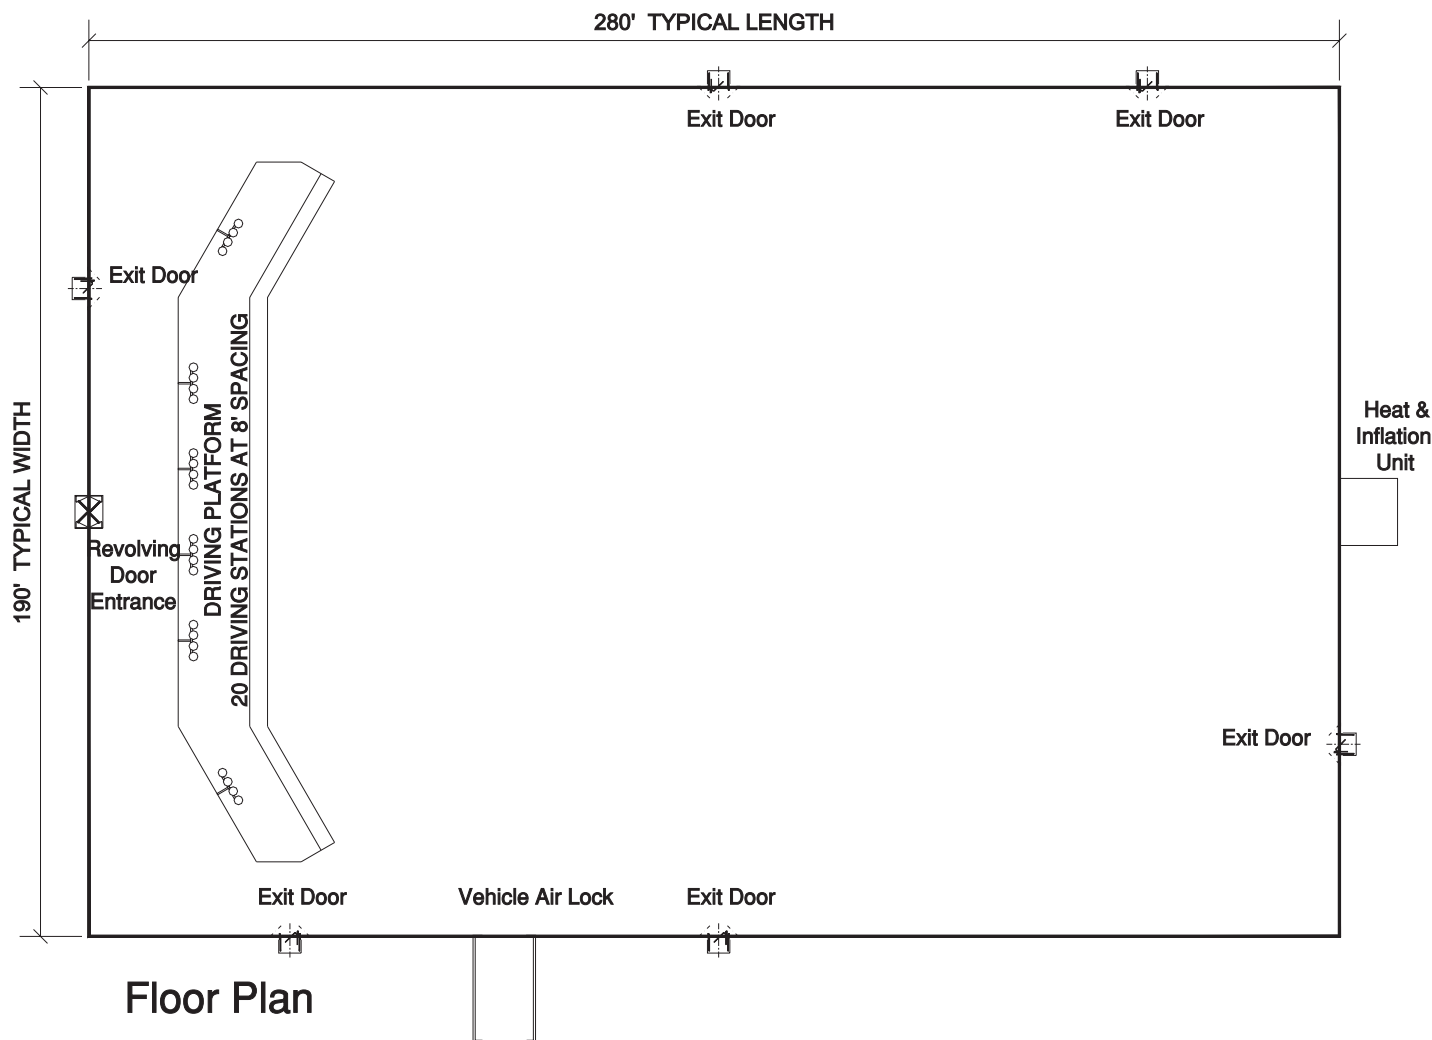 280' TYPICAL LENGTH
Exit Door
Exit Door
Exit Door
190' TYPICAL WIDTH
DRIVING PLATFORM
20 DRIVING STATIONS AT 8' SPACING
Heat &
Inflation
Unit
Revolving
Door
Entrance
Exit Door
Exit Door
Vehicle Air Lock
Exit Door
Floor Plan